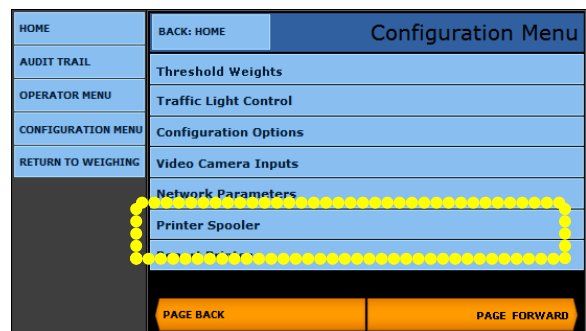 HOME
BACK: HOME
Configuration Menu
AUDIT TRAIL
Threshold Weights
OPERATOR MENU
Traffic Light Control
CONFIGURATION MENU
Configuration Options
RETURN TO WEIGHING
Video Camera Inputs
Network Parameters
Printer Spooler
PAGE BACK
PAGE FORWARD